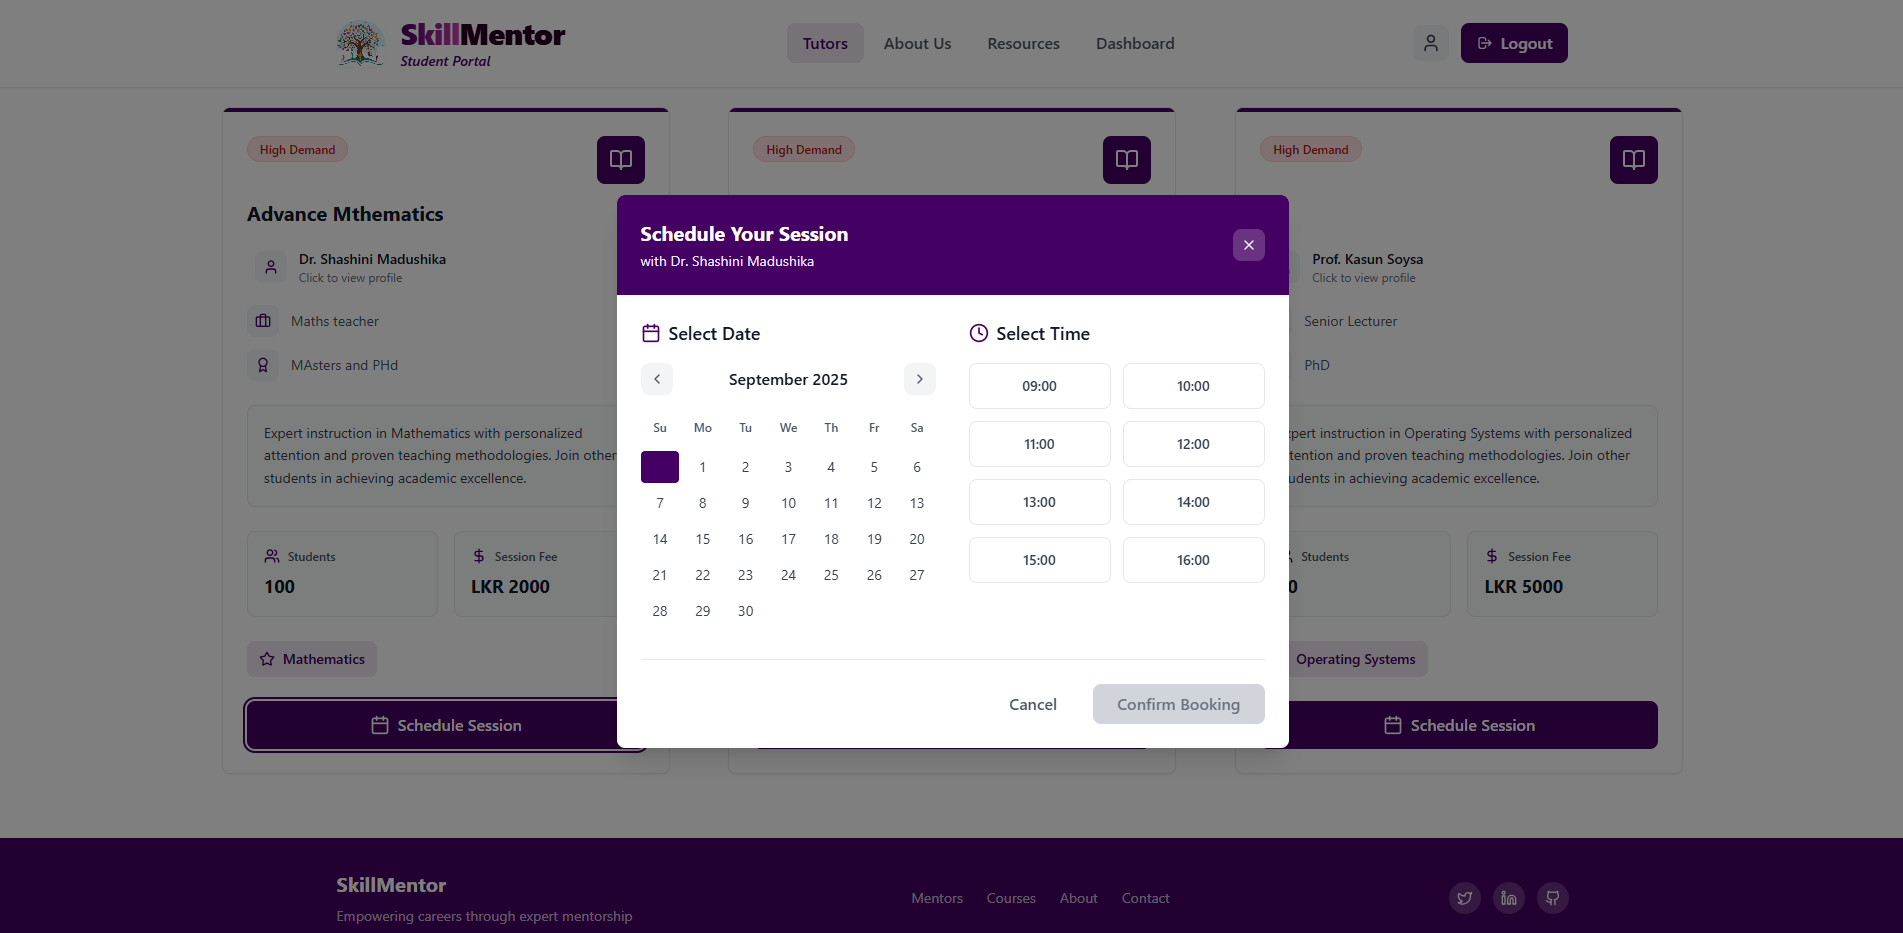 SkillMentor
Student Portal
Tutors
About Us
Resources
Dashboard
Logout
High Demand
High Demand
High Demand
Advance Mthematics
Dr. Shashini Madushika
Click to view profile
Maths teacher
MAsters and PHd
Expert instruction in Mathematics with personalized
attention and proven teaching methodologies. Join other
students in achieving academic excellence.
Students
100
Session Fee
LKR 2000
Mathematics
Schedule Session
Schedule Your Session
with Dr. Shashini Madushika
Select Date
September 2025
Su Mo Tu We Th Fr Sa
1 2 3 4 5 6
7 8 9 10 11 12 13
14 15 16 17 18 19 20
21 22 23 24 25 26 27
28 29 30
Select Time
09:00 10:00
11:00 12:00
13:00 14:00
15:00 16:00
Cancel
Confirm Booking
Prof. Kasun Soysa
Click to view profile
Senior Lecturer
PhD
instruction in Operating Systems with personalized
and proven teaching methodologies. Join other
in achieving academic excellence.
Students
Session Fee
LKR 5000
Operating Systems
Schedule Session
SkillMentor
Empowering careers through expert mentorship
Mentors
Courses
About
Contact